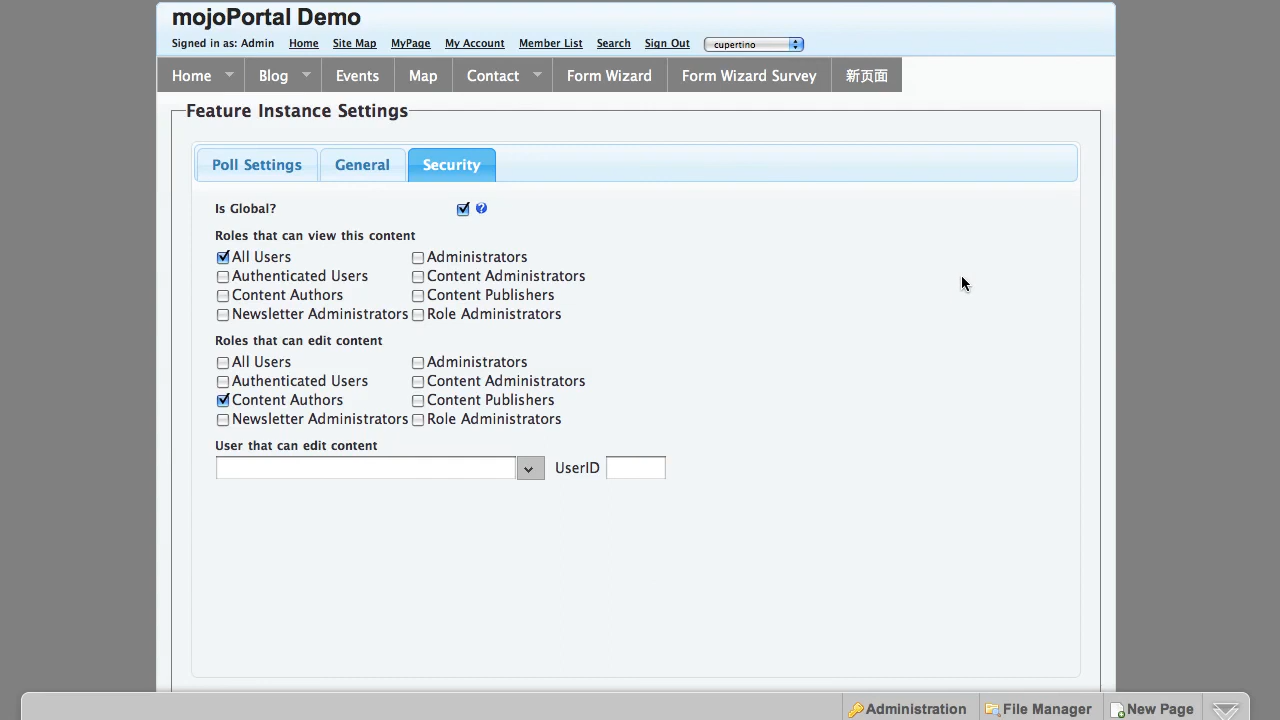 mojoPortal Demo
Signed in as: Admin Home Site Map MyPage My Account Member List Search Sign Out cupertino
Home Blog Events Map Contact Form Wizard Form Wizard Survey 新页面
Feature Instance Settings
Poll Settings General Security
Is Global? ?
Roles that can view this content
All Users Administrators
Authenticated Users Content Administrators
Content Authors Content Publishers
Newsletter Administrators Role Administrators
Roles that can edit content
All Users Administrators
Authenticated Users Content Administrators
Content Authors Content Publishers
Newsletter Administrators Role Administrators
User that can edit content
UserID
Administration File Manager New Page